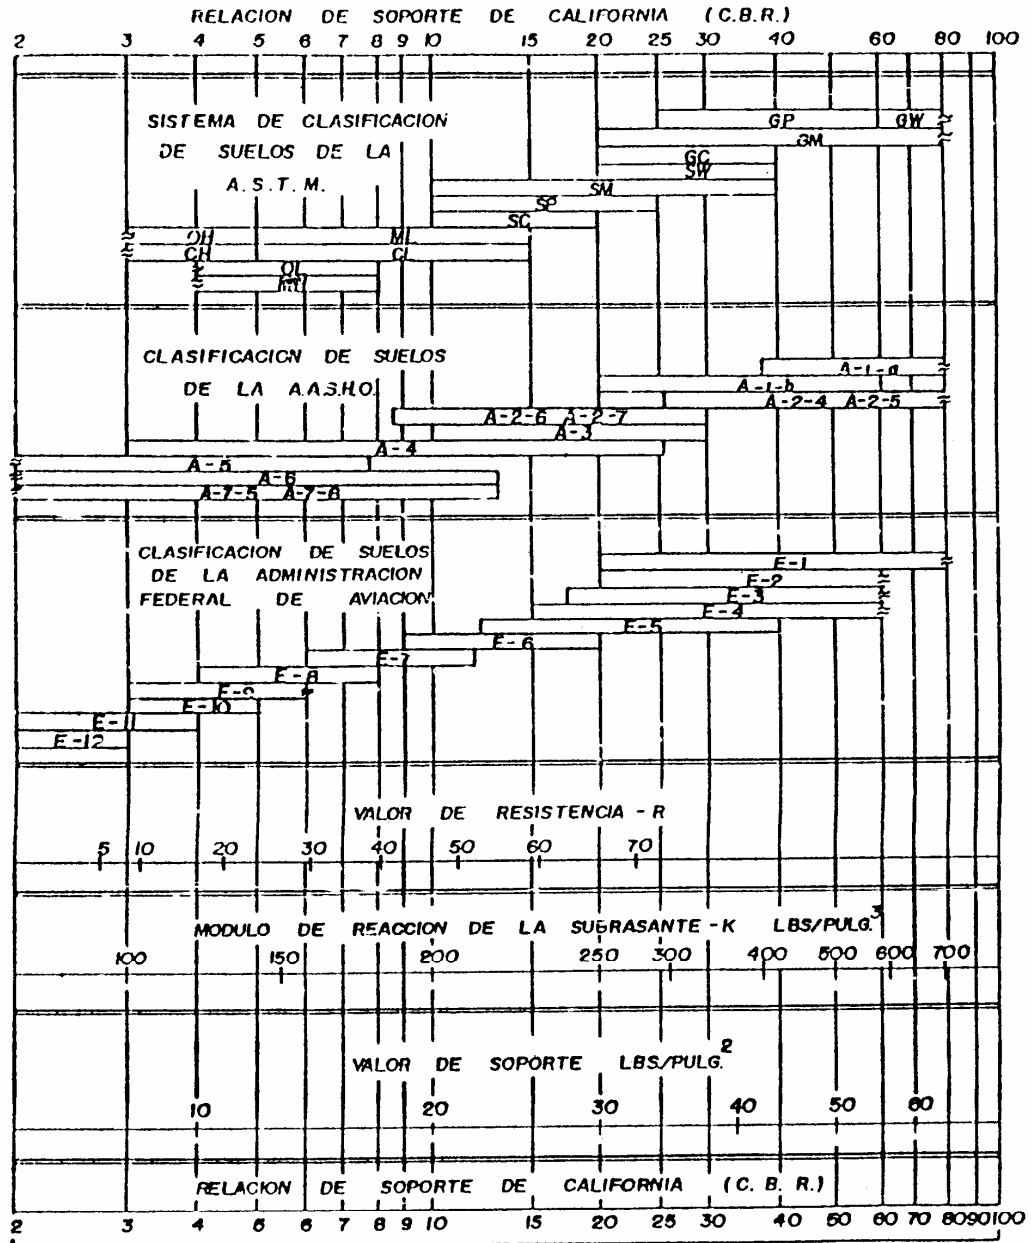 RELACION DE SOPORTE DE CALIFORNIA (C.B.R.)
2 3 4 5 6 7 8 9 10 15 20 25 30 40 60 80 100
SISTEMA DE CLASIFICACION
DE SUELOS DE LA
A.S.T.M.
GP GW
GM
GC
SW
SM
SP
SC
OH ML
CH CL
OL
CLASIFICACION DE SUELOS
DE LA A.A.S.H.O.
A-1-a
A-1-b
A-2-4 A-2-5
A-2-6 A-2-7
A-3
A-4
A-5
A-6
A-7-5 A-7-6
CLASIFICACION DE SUELOS
DE LA ADMINISTRACION
FEDERAL DE AVIACION
E-1
E-2
E-3
E-4
E-5
E-6
E-7
E-8
E-9
E-10
E-11
E-12
VALOR DE RESISTENCIA - R
5 10 20 30 40 50 60 70
MODULO DE REACCION DE LA SUBRASANTE - K LBS/PULG.3
100 150 200 250 300 400 500 600 700
VALOR DE SOPORTE LBS/PULG.2
10 20 30 40 50 60
RELACION DE SOPORTE DE CALIFORNIA (C. B. R.)
2 3 4 6 6 7 8 9 10 15 20 25 30 40 50 60 70 80 90 100